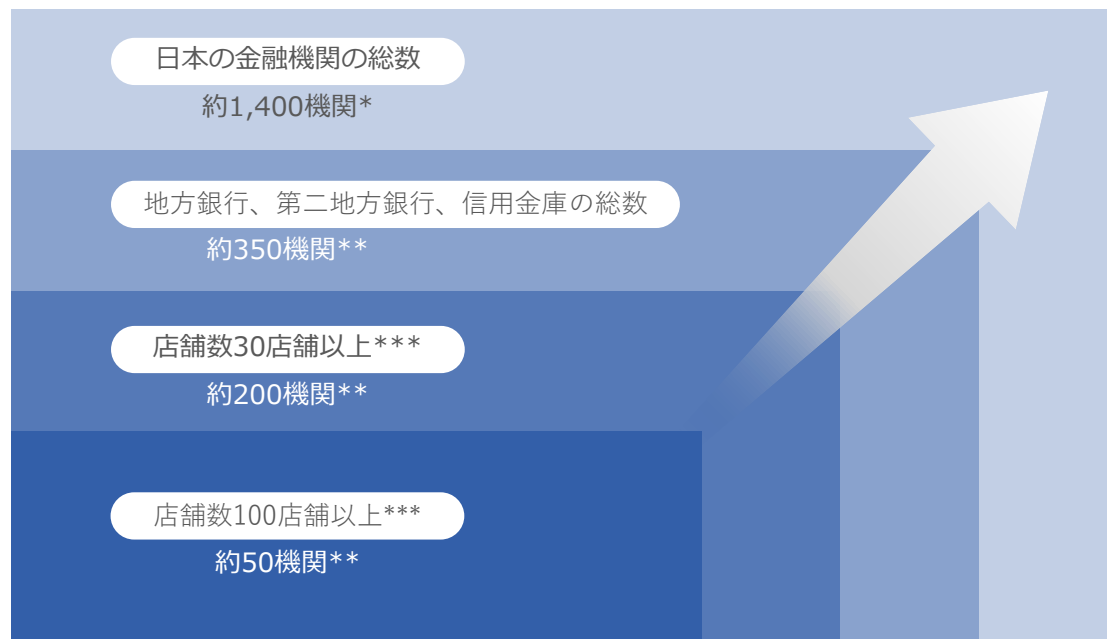 日本の金融機関の総数
約1,400機関*
地方銀行、第二地方銀行、信用金庫の総数
約350機関**
店舗数30店舗以上***
約200機関**
店舗数100店舗以上***
約50機関**